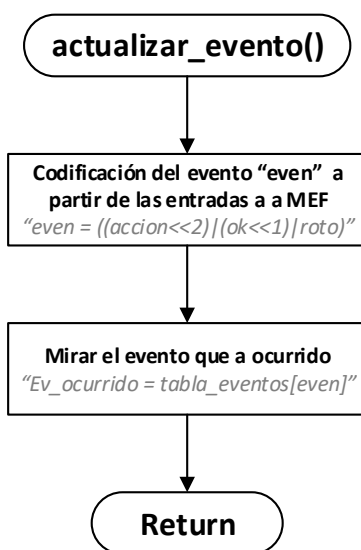 actualizar_evento()
Codificación del evento “even” a
partir de las entradas a a MEF
“even = ((accion<<2)|(ok<<1)|roto)”
Mirar el evento que a ocurrido
“Ev_ocurrido = tabla_eventos[even]”
Return